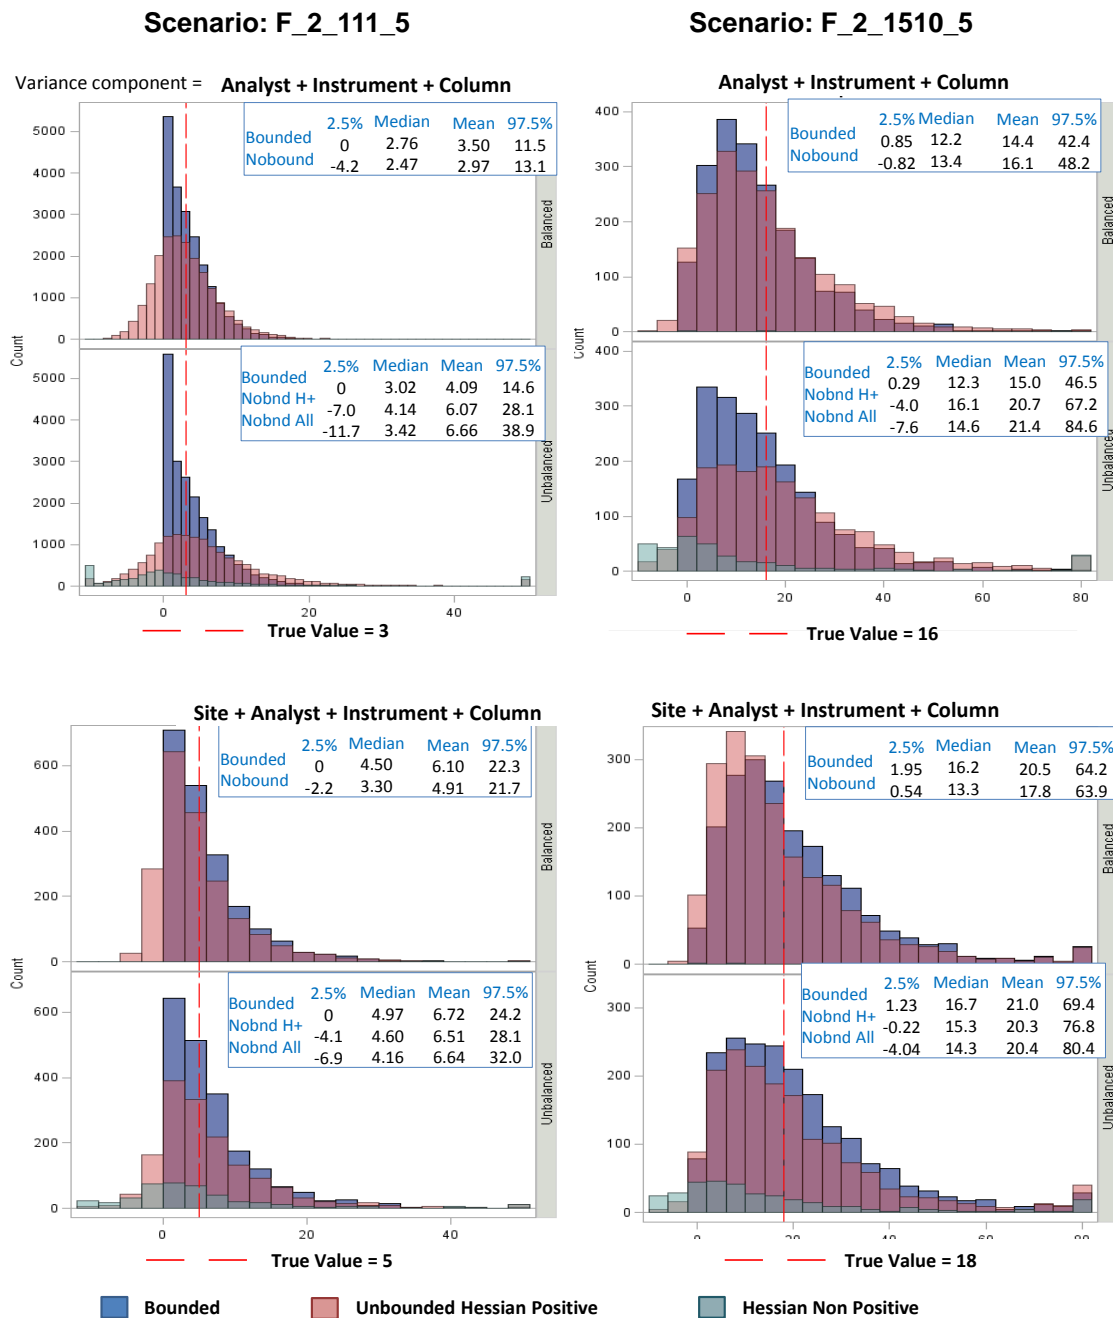 Scenario: F_2_111_5
Scenario: F_2_1510_5
Variance component = Analyst + Instrument + Column
2.5% Median Mean 97.5%
Bounded 0 2.76 3.50 11.5
Nobound -4.2 2.47 2.97 13.1
5000
4000
3000
2000
1000
0
Balanced
Count
2.5% Median Mean 97.5%
Bounded 0 3.02 4.09 14.6
Nobnd H+ -7.0 4.14 6.07 28.1
Nobnd All -11.7 3.42 6.66 38.9
5000
4000
3000
2000
1000
0
Unbalanced
0 20 40
True Value = 3
Analyst + Instrument + Column
2.5% Median Mean 97.5%
Bounded 0.85 12.2 14.4 42.4
Nobound -0.82 13.4 16.1 48.2
400
300
200
100
0
Balanced
Count
2.5% Median Mean 97.5%
Bounded 0.29 12.3 15.0 46.5
Nobnd H+ -4.0 16.1 20.7 67.2
Nobnd All -7.6 14.6 21.4 84.6
400
300
200
100
0
Unbalanced
0 20 40 60 80
True Value = 16
Site + Analyst + Instrument + Column
2.5% Median Mean 97.5%
Bounded 0 4.50 6.10 22.3
Nobound -2.2 3.30 4.91 21.7
600
400
200
0
Balanced
Count
2.5% Median Mean 97.5%
Bounded 0 4.97 6.72 24.2
Nobnd H+ -4.1 4.60 6.51 28.1
Nobnd All -6.9 4.16 6.64 32.0
600
400
200
0
Unbalanced
0 20 40
True Value = 5
Site + Analyst + Instrument + Column
2.5% Median Mean 97.5%
Bounded 1.95 16.2 20.5 64.2
Nobound 0.54 13.3 17.8 63.9
300
200
100
0
Balanced
Count
2.5% Median Mean 97.5%
Bounded 1.23 16.7 21.0 69.4
Nobnd H+ -0.22 15.3 20.3 76.8
Nobnd All -4.04 14.3 20.4 80.4
300
200
100
0
Unbalanced
0 20 40 60 80
True Value = 18
Bounded
Unbounded Hessian Positive
Hessian Non Positive